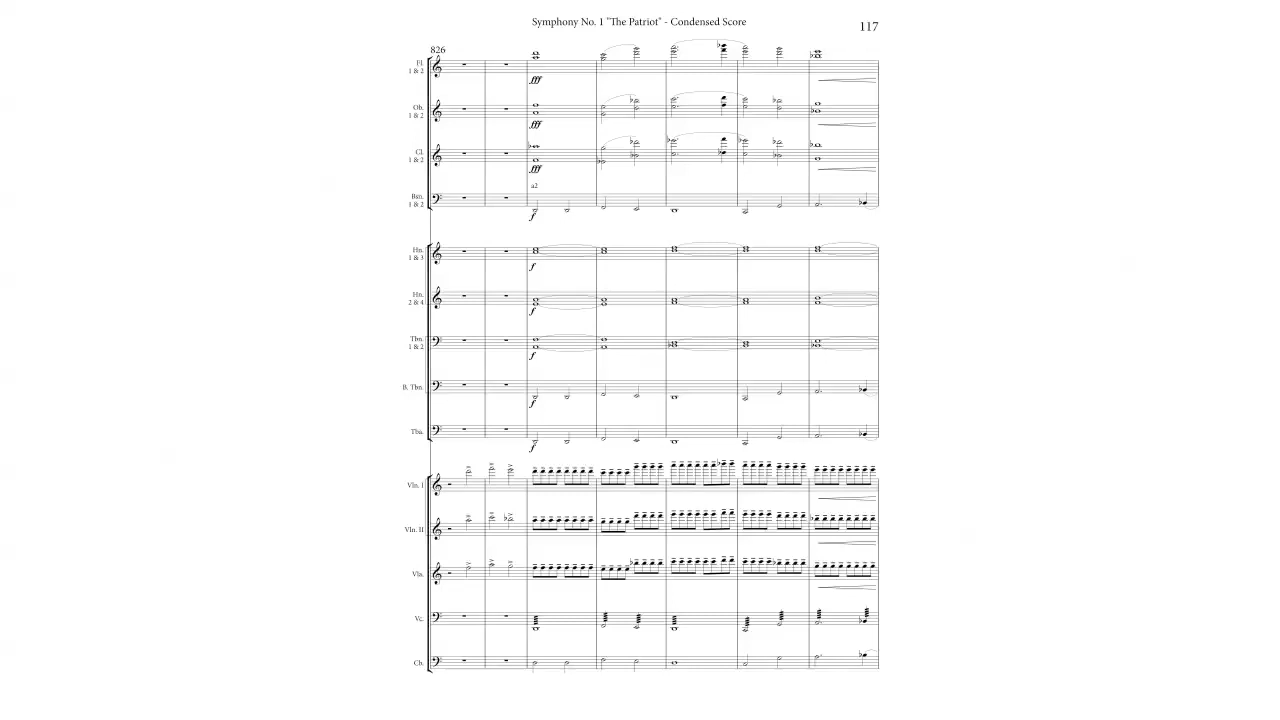 Symphony No. 1 "The Patriot" - Condensed Score
117
826
Fl.
1 & 2
fff
Ob.
1 & 2
fff
Cl.
1 & 2
fff
a2
Bsn.
1 & 2
f
Hn.
1 & 3
f
Hn.
2 & 4
f
Tbn.
1 & 2
f
B. Tbn.
f
Tba.
f
Vln. I
Vln. II
Vla.
Vc.
Cb.